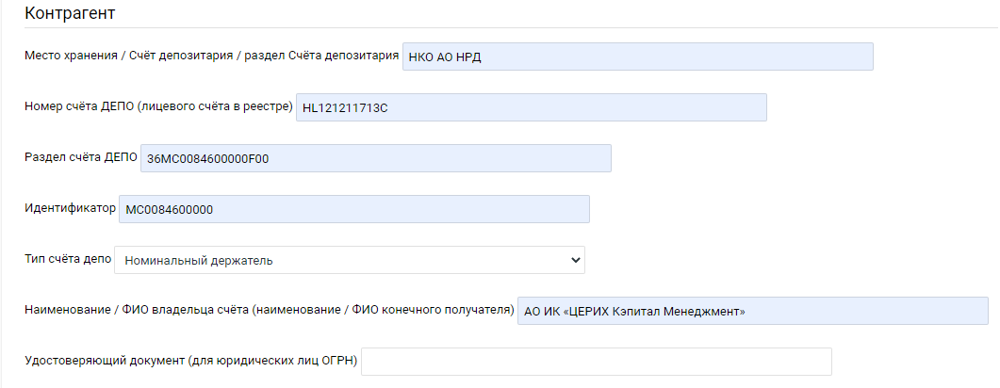 Контрагент
Место хранения / Счёт депозитария / раздел Счёта депозитария НКО АО НРД
Номер счёта ДЕПО (лицевого счёта в реестре) HL121211713C
Раздел счёта ДЕПО 36MC0084600000F00
Идентификатор MC0084600000
Тип счёта депо Номинальный держатель
Наименование / ФИО владельца счёта (наименование / ФИО конечного получателя) АО ИК «ЦЕРИХ Кэпитал Менеджмент»
Удостоверяющий документ (для юридических лиц ОГРН)